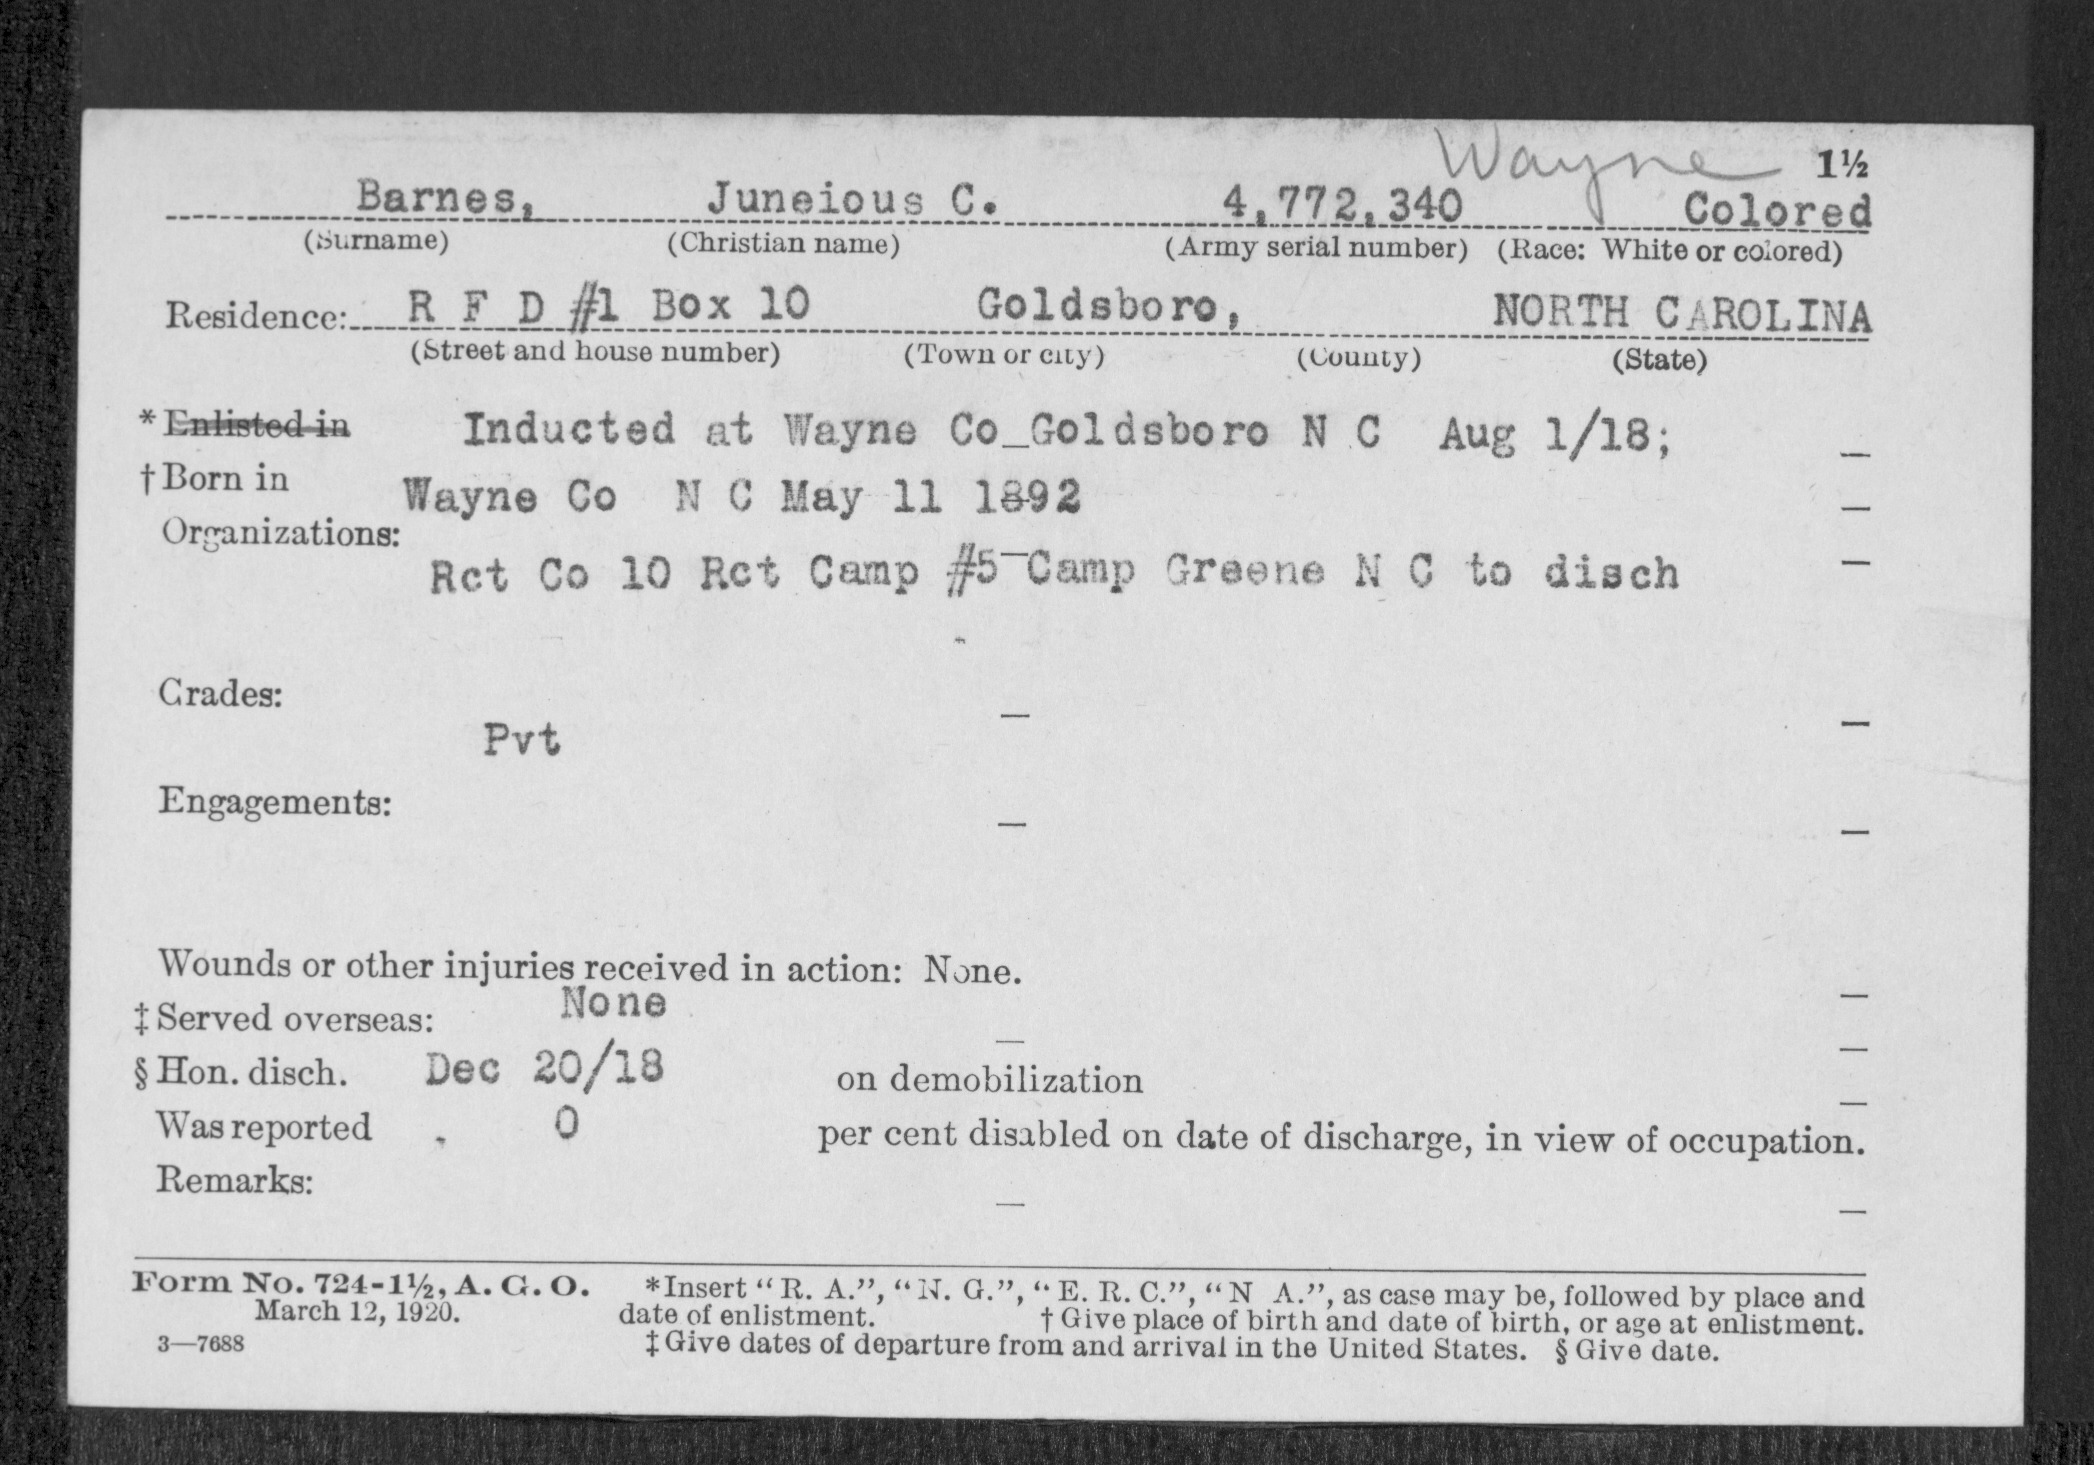 Wayne 1½
Barnes, Juneious C. 4,772,340 Colored
(Surname) (Christian name) (Army serial number) (Race: White or colored)
Residence: R F D #1 Box 10 Goldsboro, NORTH CAROLINA
(Street and house number) (Town or city) (County) (State)
* Enlisted in Inducted at Wayne Co_Goldsboro N C Aug 1/18; —
† Born in Wayne Co N C May 11 1892 —
Organizations:
Rct Co 10 Rct Camp #5—Camp Greene N C to disch —
Grades: — —
Pvt
Engagements: — —
Wounds or other injuries received in action: None. —
‡ Served overseas: None — —
§ Hon. disch. Dec 20/18 on demobilization —
Was reported 0 per cent disabled on date of discharge, in view of occupation.
Remarks: — —
Form No. 724-1½, A. G. O. *Insert "R. A.", "N. G.", "E. R. C.", "N A.", as case may be, followed by place and
March 12, 1920. date of enlistment. † Give place of birth and date of birth, or age at enlistment.
3—7688 ‡ Give dates of departure from and arrival in the United States. § Give date.